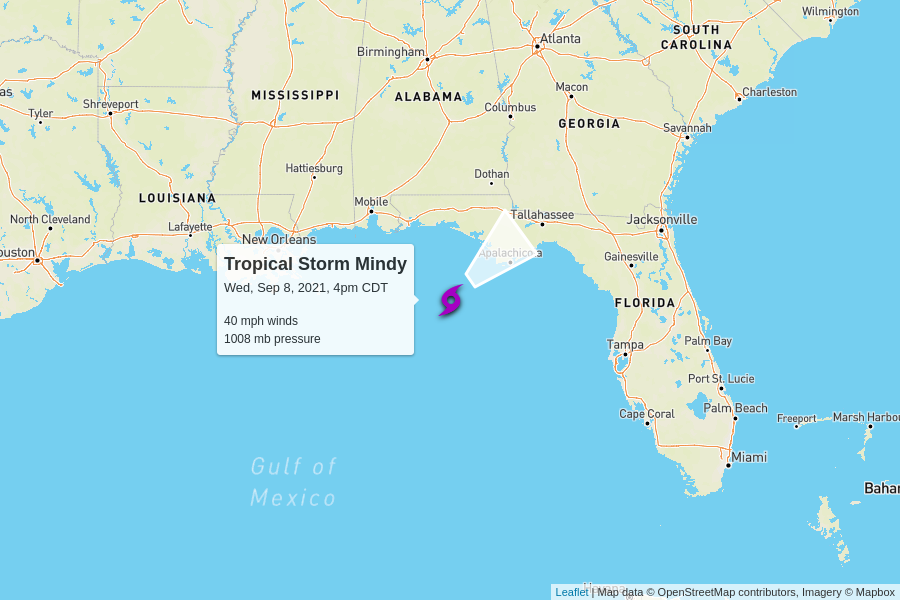 Wilmington
SOUTH
CAROLINA
Atlanta
Birmingham
as
Shreveport
Tyler
MISSISSIPPI
ALABAMA
Macon
Charleston
Columbus
GEORGIA
Savannah
Hattiesburg
Dothan
LOUISIANA
Mobile
Tallahassee
Jacksonville
North Cleveland
Lafayette
New Orleans
ouston
Apalachicola
Gainesville
Tropical Storm Mindy
Wed, Sep 8, 2021, 4pm CDT
40 mph winds
1008 mb pressure
FLORIDA
Tampa
Palm Bay
Port St. Lucie
Cape Coral
Palm Beach
Freeport
Marsh Harbou
Miami
Gulf of
Mexico
Baha
Havana
Leaflet | Map data © OpenStreetMap contributors, Imagery © Mapbox